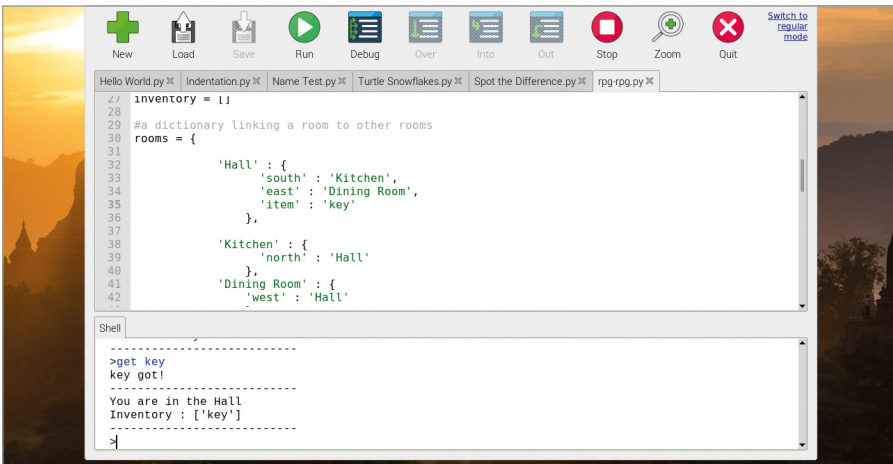 Switch to
regular
mode
New Load Save Run Debug Over Into Out Stop Zoom Quit
Hello World.py Indentation.py Name Test.py Turtle Snowflakes.py Spot the Difference.py rpg-rpg.py
27 inventory = []
28
29 #a dictionary linking a room to other rooms
30 rooms = {
31
32 'Hall' : {
33 'south' : 'Kitchen',
34 'east' : 'Dining Room',
35 'item' : 'key'
36 },
37
38 'Kitchen' : {
39 'north' : 'Hall'
40 },
41 'Dining Room' : {
42 'west' : 'Hall'
Shell
---------------------------
>get key
key got!
---------------------------
You are in the Hall
Inventory : ['key']
---------------------------
>